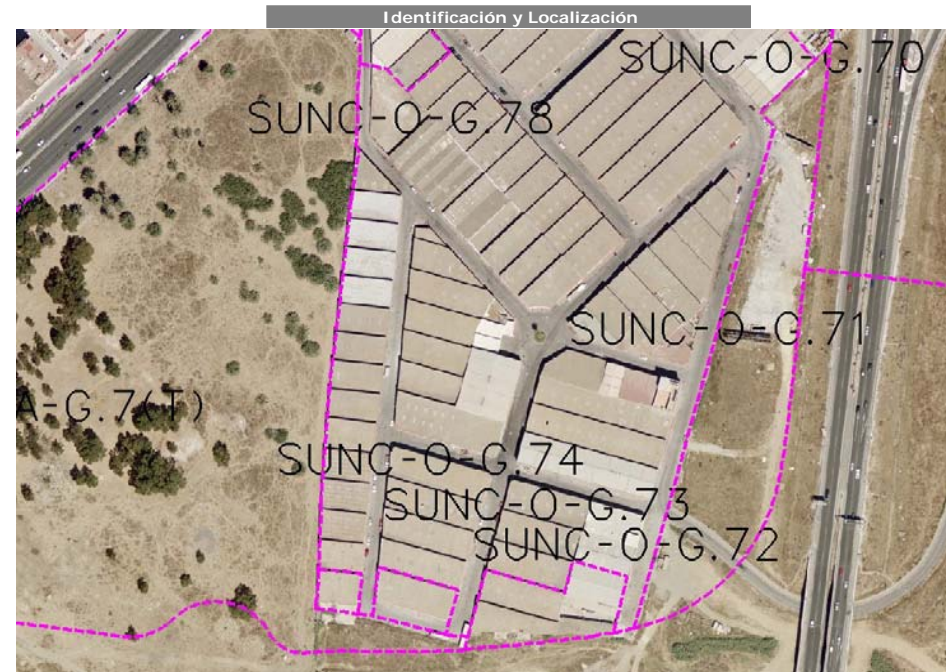 Identificación y Localización
SUNC-O-G.70
SUNC-O-G.78
SUNC-O-G.71
A-G.7(T)
SUNC-O-G.74
SUNC-O-G.73
SUNC-O-G.72